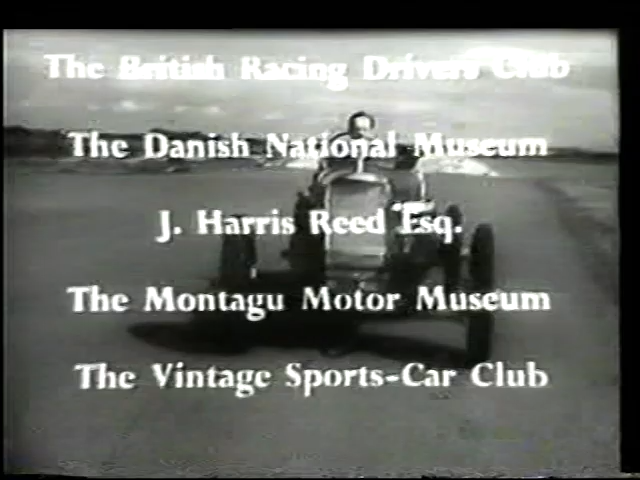 The British Racing Drivers Club
The Danish National Museum
J. Harris Reed Esq.
The Montagu Motor Museum
The Vintage Sports-Car Club